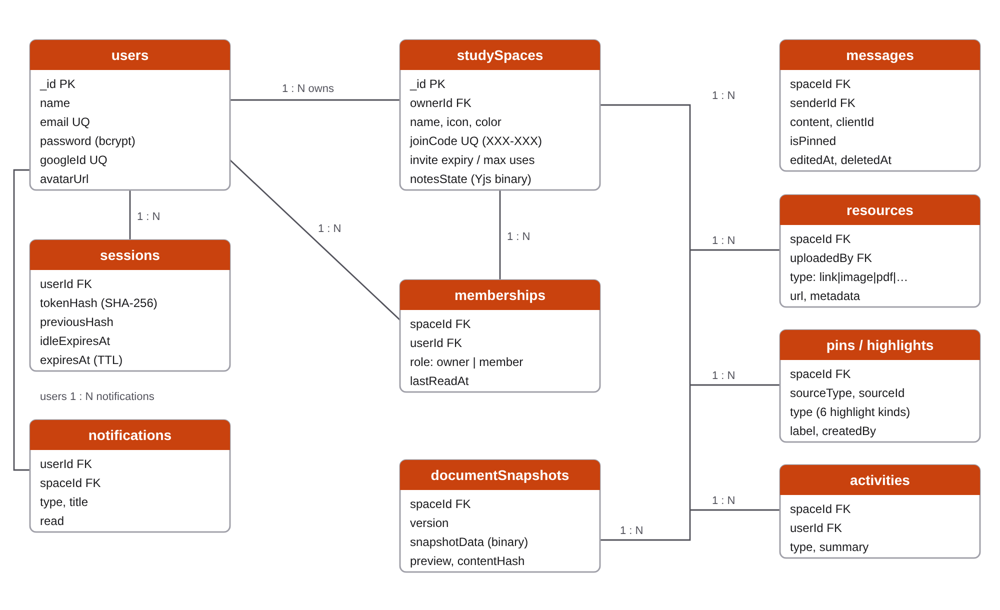 users
_id PK
name
email UQ
password (bcrypt)
googleId UQ
avatarUrl
1 : N owns
studySpaces
_id PK
ownerId FK
name, icon, color
joinCode UQ (XXX-XXX)
invite expiry / max uses
notesState (Yjs binary)
1 : N
messages
spaceId FK
senderId FK
content, clientId
isPinned
editedAt, deletedAt
1 : N
sessions
userId FK
tokenHash (SHA-256)
previousHash
idleExpiresAt
expiresAt (TTL)
1 : N
1 : N
memberships
spaceId FK
userId FK
role: owner | member
lastReadAt
1 : N
resources
spaceId FK
uploadedBy FK
type: link|image|pdf|…
url, metadata
1 : N
pins / highlights
spaceId FK
sourceType, sourceId
type (6 highlight kinds)
label, createdBy
users 1 : N notifications
notifications
userId FK
spaceId FK
type, title
read
documentSnapshots
spaceId FK
version
snapshotData (binary)
preview, contentHash
1 : N
1 : N
activities
spaceId FK
userId FK
type, summary